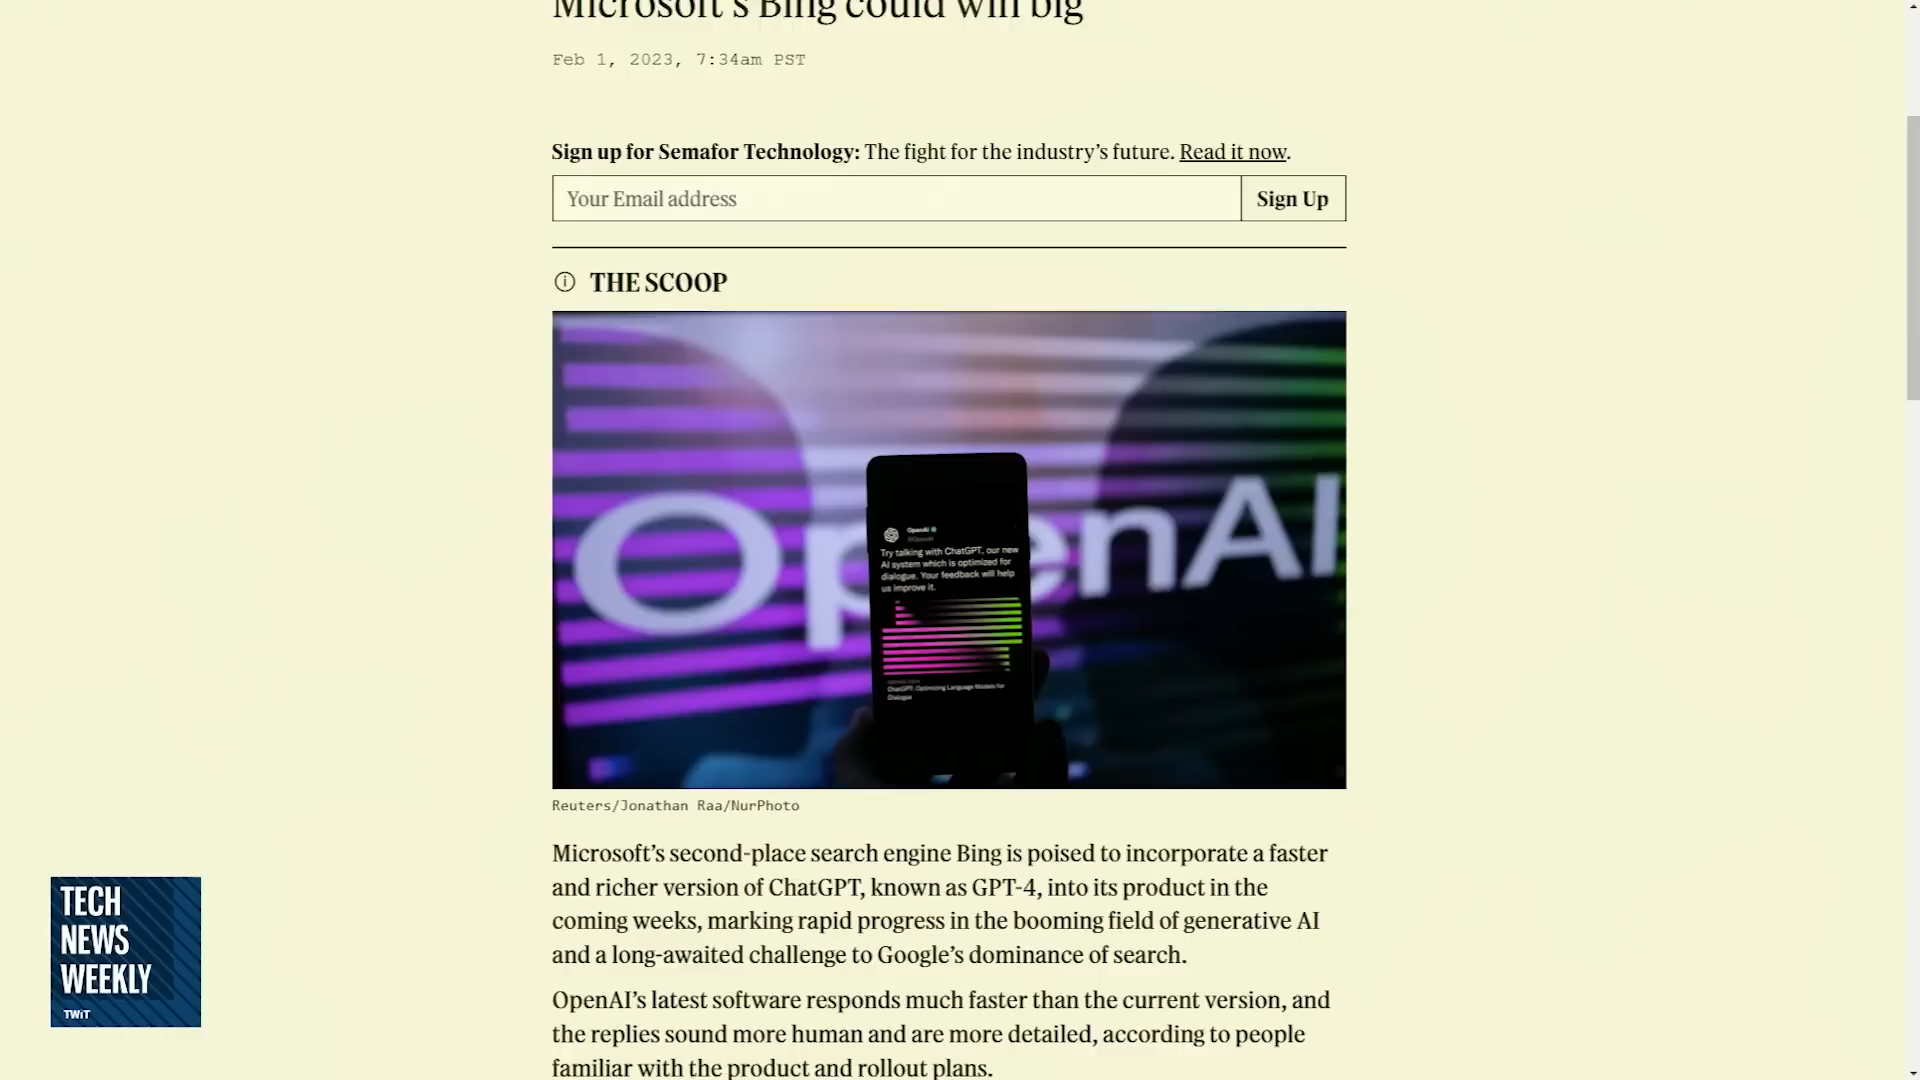 Microsoft's Bing could win big
Feb 1, 2023, 7:34am PST
Sign up for Semafor Technology: The fight for the industry's future. Read it now.
Your Email address
Sign Up
THE SCOOP
OpenAI
OpenAI
Try talking with ChatGPT, our new
AI system which is optimized for
dialogue. Your feedback will help
us improve it.
ChatGPT: Optimizing Language Models for
Dialogue
Reuters/Jonathan Raa/NurPhoto
Microsoft's second-place search engine Bing is poised to incorporate a faster
and richer version of ChatGPT, known as GPT-4, into its product in the
coming weeks, marking rapid progress in the booming field of generative AI
and a long-awaited challenge to Google's dominance of search.
OpenAI's latest software responds much faster than the current version, and
the replies sound more human and are more detailed, according to people
familiar with the product and rollout plans.
TECH
NEWS
WEEKLY
TWiT